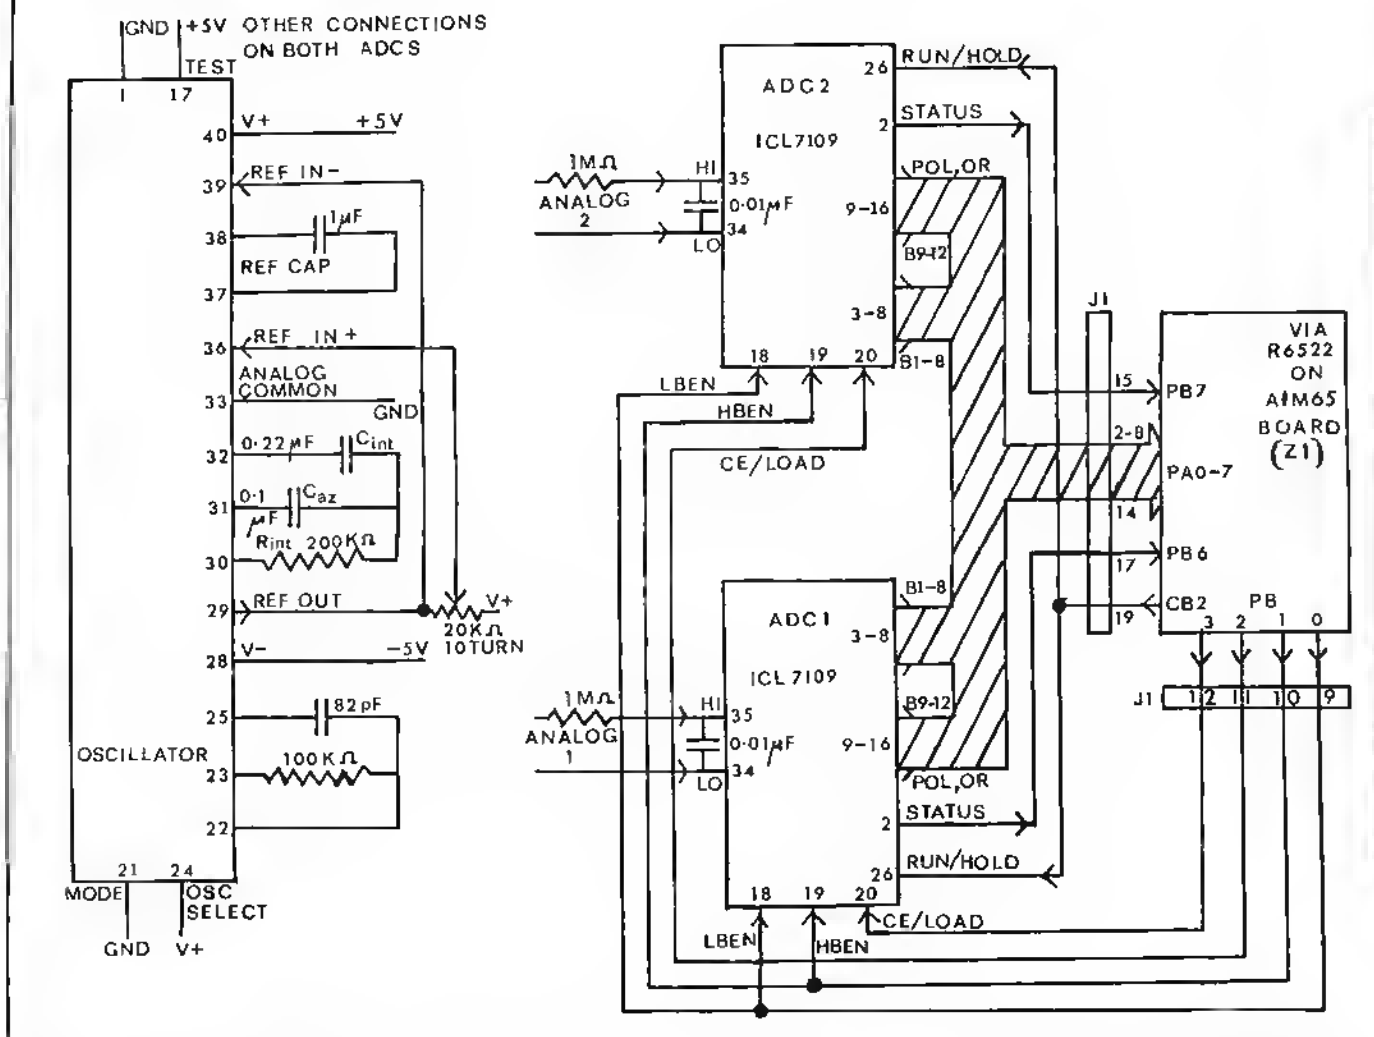 GND +5V OTHER CONNECTIONS
ON BOTH ADCS
TEST
1 17
40 V+ +5V
39 REF IN-
38 1µF
REF CAP
37
36 REF IN +
ANALOG
COMMON
33 GND
32 0.22 µF Cint
31 0.1 µF Caz
Rint 200KΩ
30
29 REF OUT V+
20KΩ
10 TURN
28 V- -5V
25 82pF
OSCILLATOR
23 100KΩ
22
21 24
MODE OSC
SELECT
GND V+
ADC2
ICL7109
26 RUN/HOLD
2 STATUS
POL,OR
9-16
B9-12
3-8
B1-8
1MΩ HI 35
ANALOG
2
0.01µF
34
LO
18 19 20
LBEN
HBEN
CE/LOAD
J1
VIA
R6522
ON
AIM65
BOARD
(Z1)
15 PB7
2-8
PA0-7
14
17 PB6
19 CB2
PB
3 2 1 0
J1 12 11 10 9
ADC1
ICL7109
B1-8
3-8
B9-12
9-16
POL,OR
2 STATUS
26 RUN/HOLD
1MΩ HI 35
ANALOG
1
0.01µF
34
LO
18 19 20
CE/LOAD
LBEN
HBEN